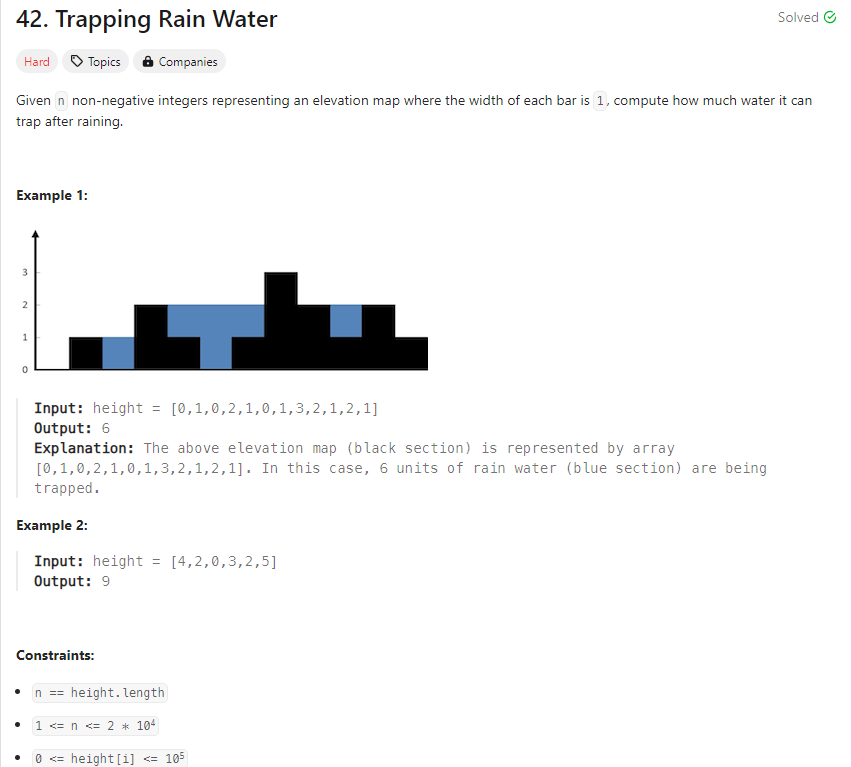 42. Trapping Rain Water
Solved
Hard
Topics
Companies
Given n non-negative integers representing an elevation map where the width of each bar is 1, compute how much water it can
trap after raining.
Example 1:
3
2
1
0
Input: height = [0,1,0,2,1,0,1,3,2,1,2,1]
Output: 6
Explanation: The above elevation map (black section) is represented by array
[0,1,0,2,1,0,1,3,2,1,2,1]. In this case, 6 units of rain water (blue section) are being
trapped.
Example 2:
Input: height = [4,2,0,3,2,5]
Output: 9
Constraints:
• n == height.length
• 1 <= n <= 2 * 10⁴
• 0 <= height[i] <= 10⁵